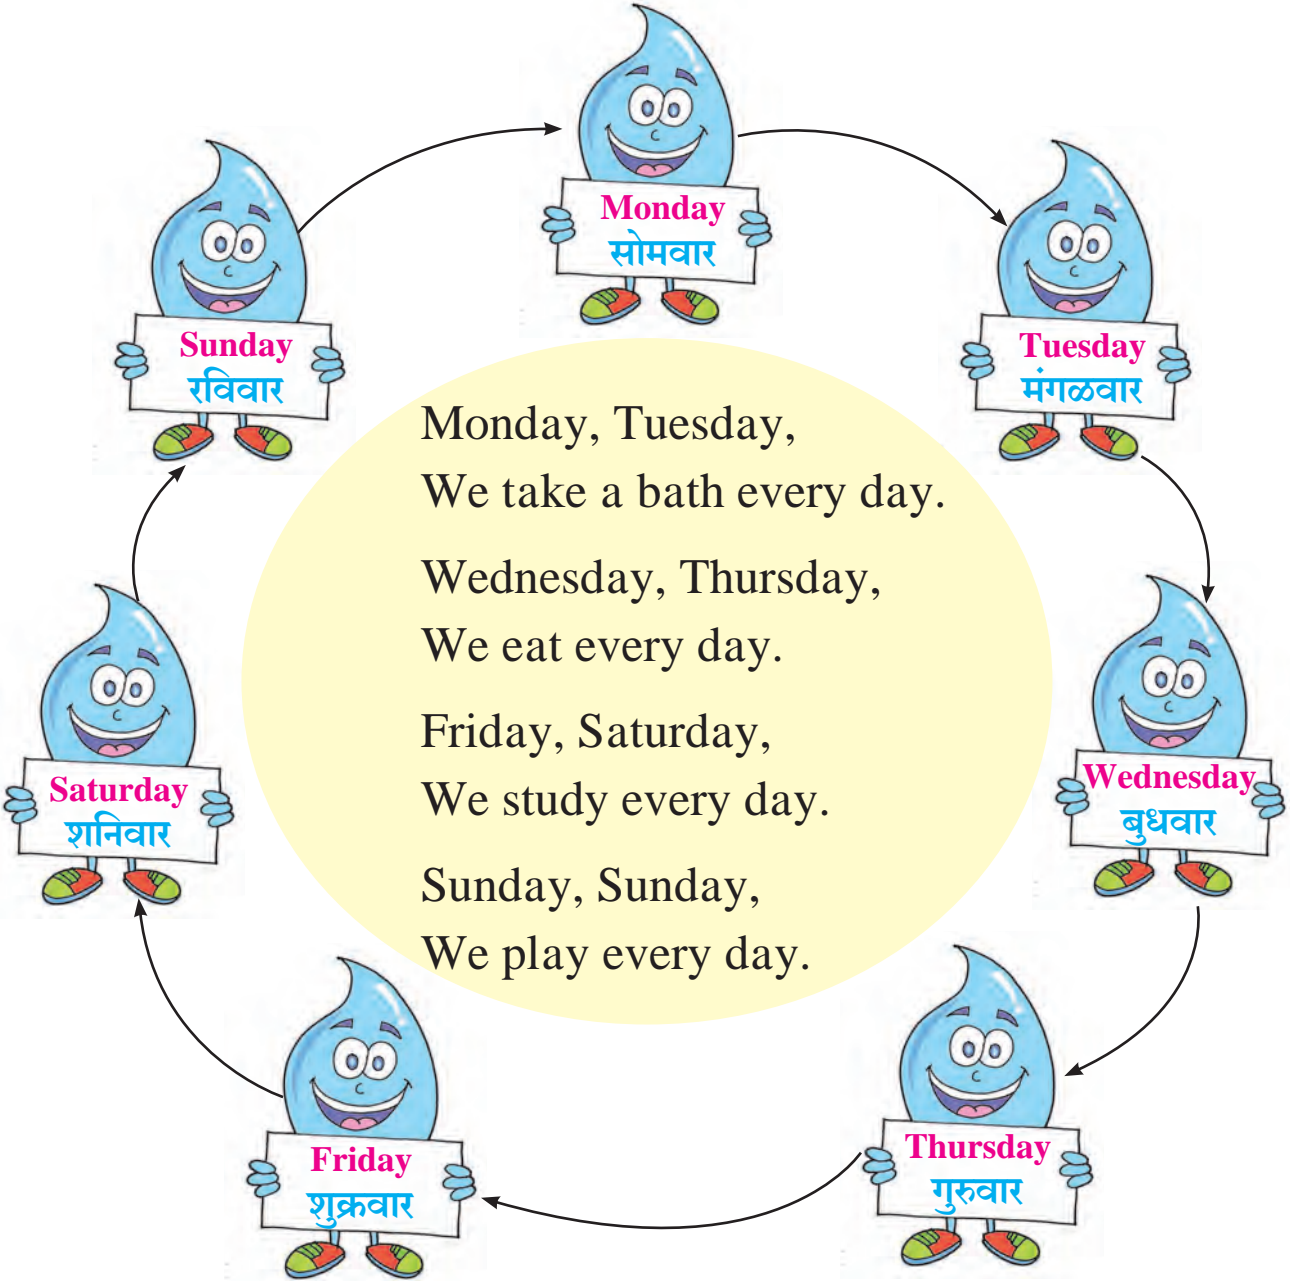 Monday
सोमवार
Tuesday
मंगळवार
Wednesday
बुधवार
Thursday
गुरुवार
Friday
शुक्रवार
Saturday
शनिवार
Sunday
रविवार
Monday, Tuesday,
We take a bath every day.
Wednesday, Thursday,
We eat every day.
Friday, Saturday,
We study every day.
Sunday, Sunday,
We play every day.